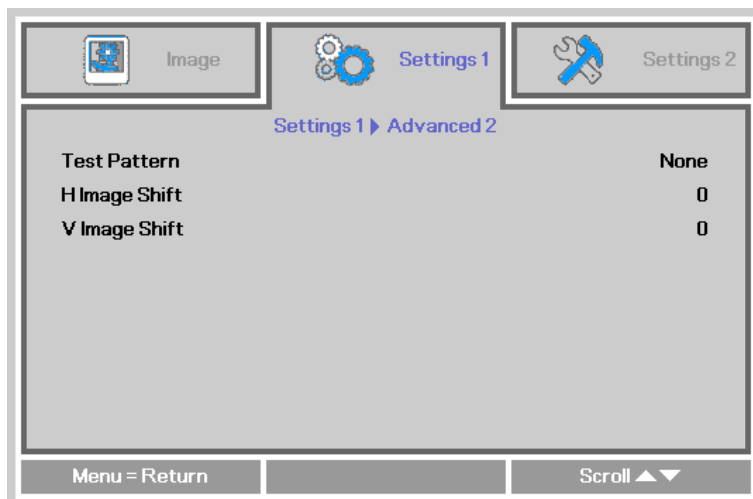 Image
Settings 1
Settings 2
Settings 1 ▶ Advanced 2
Test Pattern None
H Image Shift 0
V Image Shift 0
Menu = Return
Scroll ▲▼